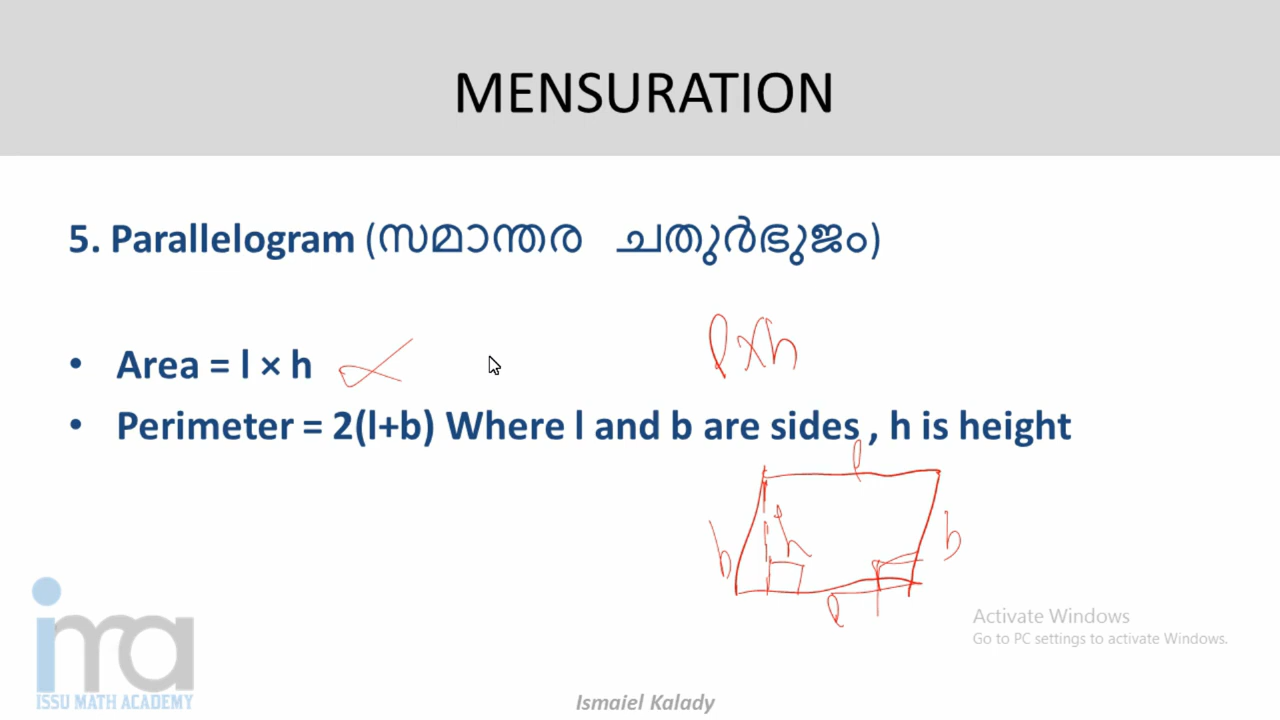 MENSURATION
5. Parallelogram (സമാന്തര ചതുർഭുജം)
l×h
• Area = l × h
• Perimeter = 2(l+b) Where l and b are sides , h is height
l
b h b
l
Activate Windows
Go to PC settings to activate Windows.
ima
ISSU MATH ACADEMY
Ismaiel Kalady